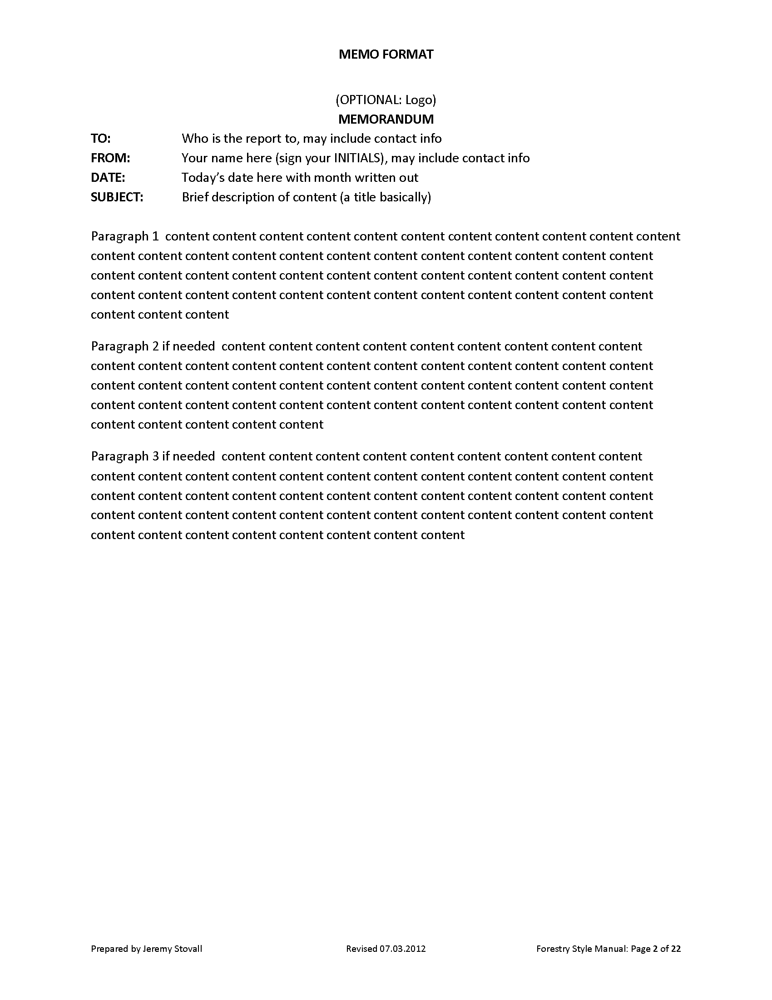 MEMO FORMAT
(OPTIONAL: Logo)
MEMORANDUM
TO: Who is the report to, may include contact info
FROM: Your name here (sign your INITIALS), may include contact info
DATE: Today’s date here with month written out
SUBJECT: Brief description of content (a title basically)
Paragraph 1  content content content content content content content content content content content
content content content content content content content content content content content content
content content content content content content content content content content content content
content content content content content content content content content content content content
content content content
Paragraph 2 if needed  content content content content content content content content content
content content content content content content content content content content content content
content content content content content content content content content content content content
content content content content content content content content content content content content
content content content content content
Paragraph 3 if needed  content content content content content content content content content
content content content content content content content content content content content content
content content content content content content content content content content content content
content content content content content content content content content content content content
content content content content content content content content
Prepared by Jeremy Stovall Revised 07.03.2012 Forestry Style Manual: Page 2 of 22